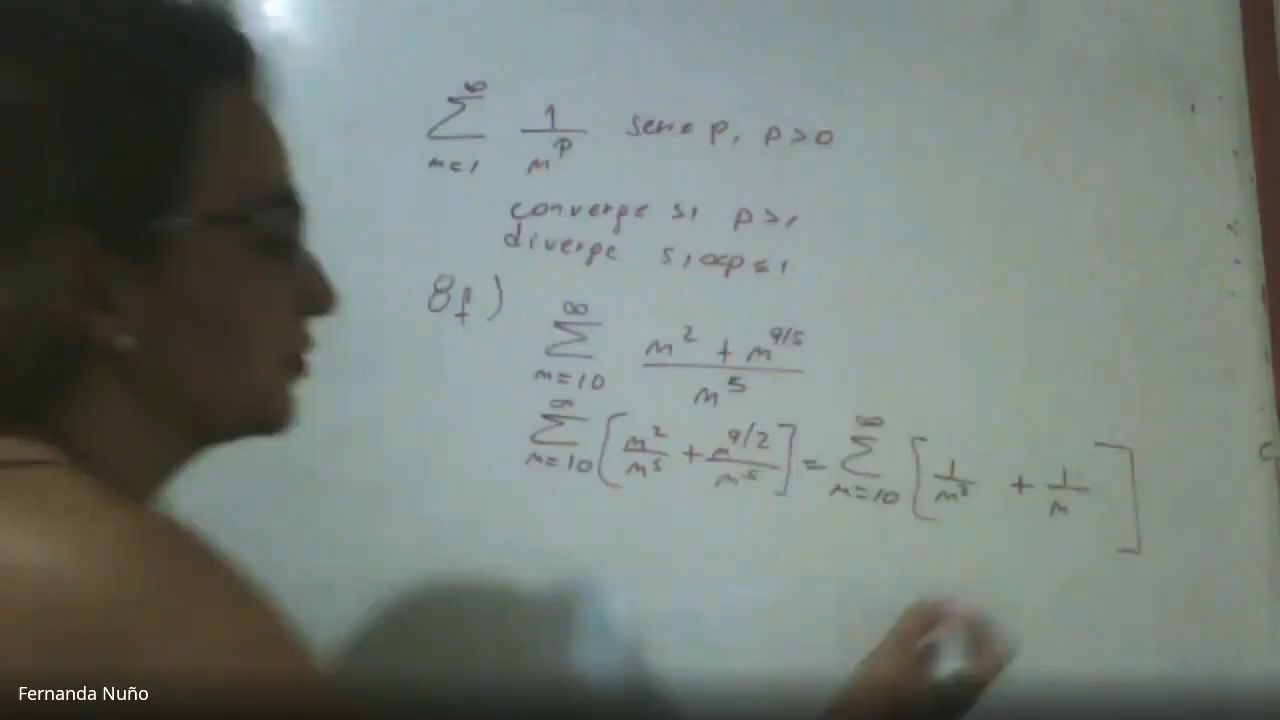 ∞
∑ 1/m^p serie p, p>0
m=1
converge si p>1
diverge si 0<p≤1
8f)
∞
∑ (m^2 + m^9/5)/m^5
m=10
∞ ∑ m=10 [m^2/m^5 + m^9/2/m^5] = ∞ ∑ m=10 [1/m^3 + 1/m ]
Fernanda Nuño